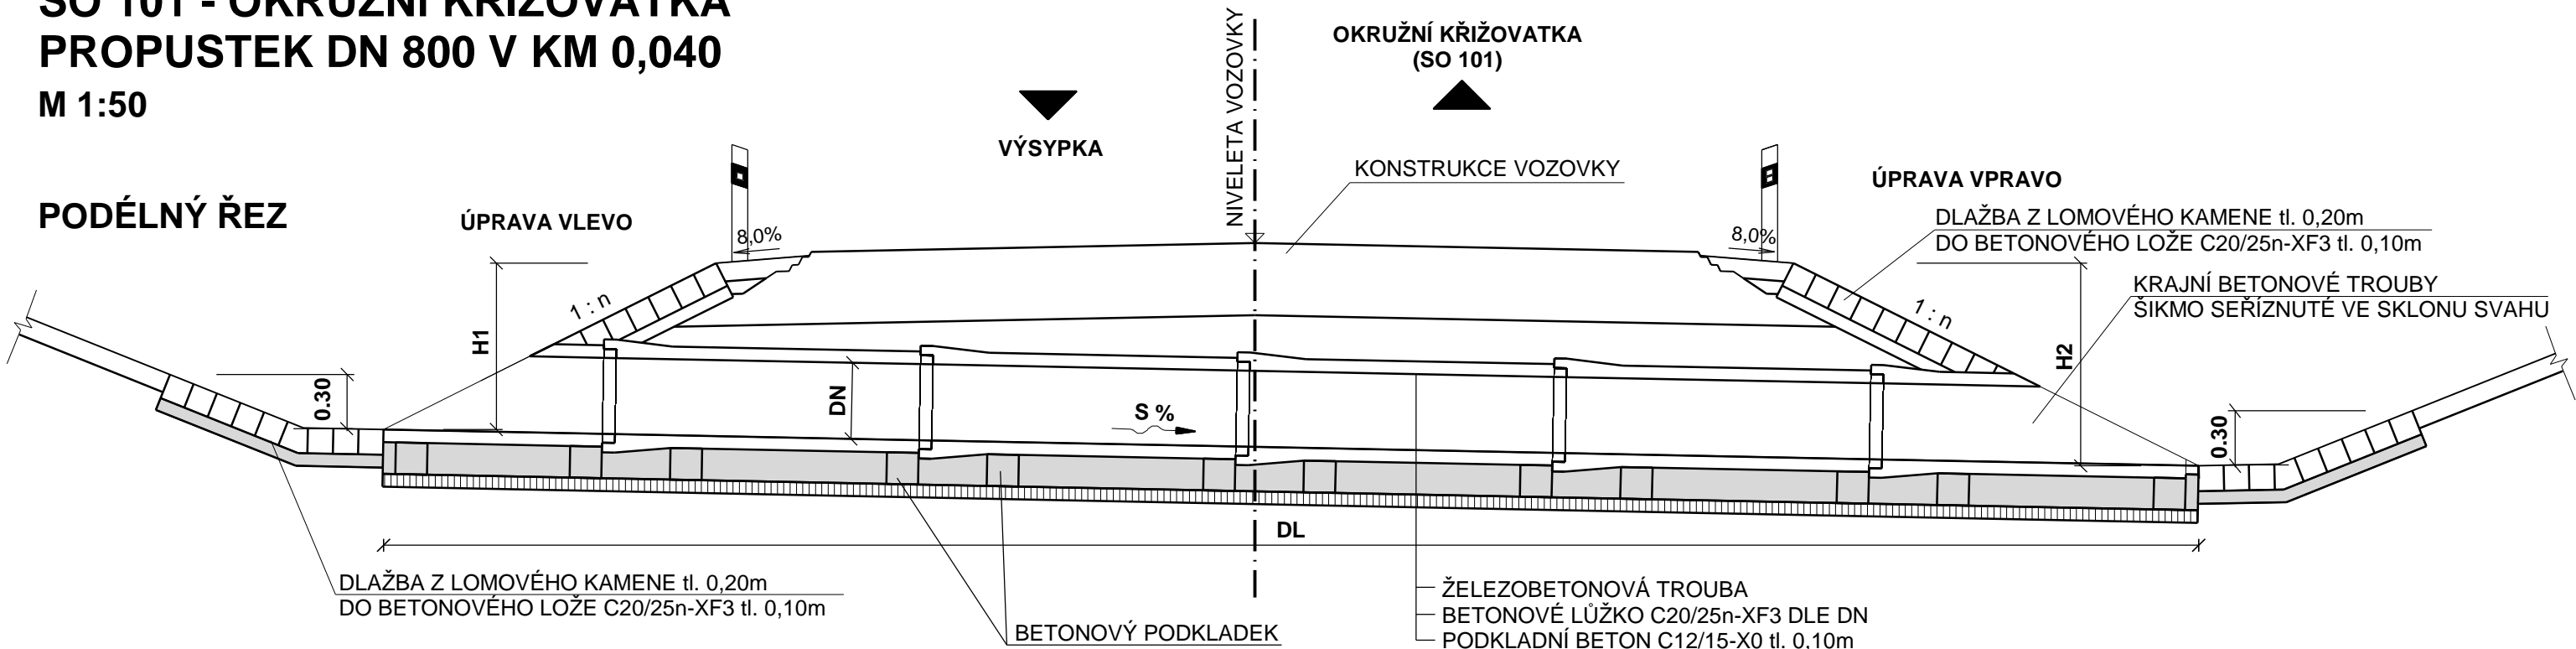 SO 101 - OKRUŽNÍ KŘIŽOVATKA
PROPUSTEK DN 800 V KM 0,040
M 1:50
PODÉLNÝ ŘEZ
ÚPRAVA VLEVO
VÝSYPKA
NIVELETA VOZOVKY
OKRUŽNÍ KŘIŽOVATKA
(SO 101)
KONSTRUKCE VOZOVKY
ÚPRAVA VPRAVO
DLAŽBA Z LOMOVÉHO KAMENE tl. 0,20m
DO BETONOVÉHO LOŽE C20/25n-XF3 tl. 0,10m
KRAJNÍ BETONOVÉ TROUBY
ŠIKMO SEŘÍZNUTÉ VE SKLONU SVAHU
8,0%
8,0%
1 : n
1 : n
H1
H2
0.30
0.30
DN
S %
DL
DLAŽBA Z LOMOVÉHO KAMENE tl. 0,20m
DO BETONOVÉHO LOŽE C20/25n-XF3 tl. 0,10m
BETONOVÝ PODKLADEK
ŽELEZOBETONOVÁ TROUBA
BETONOVÉ LŮŽKO C20/25n-XF3 DLE DN
PODKLADNÍ BETON C12/15-X0 tl. 0,10m